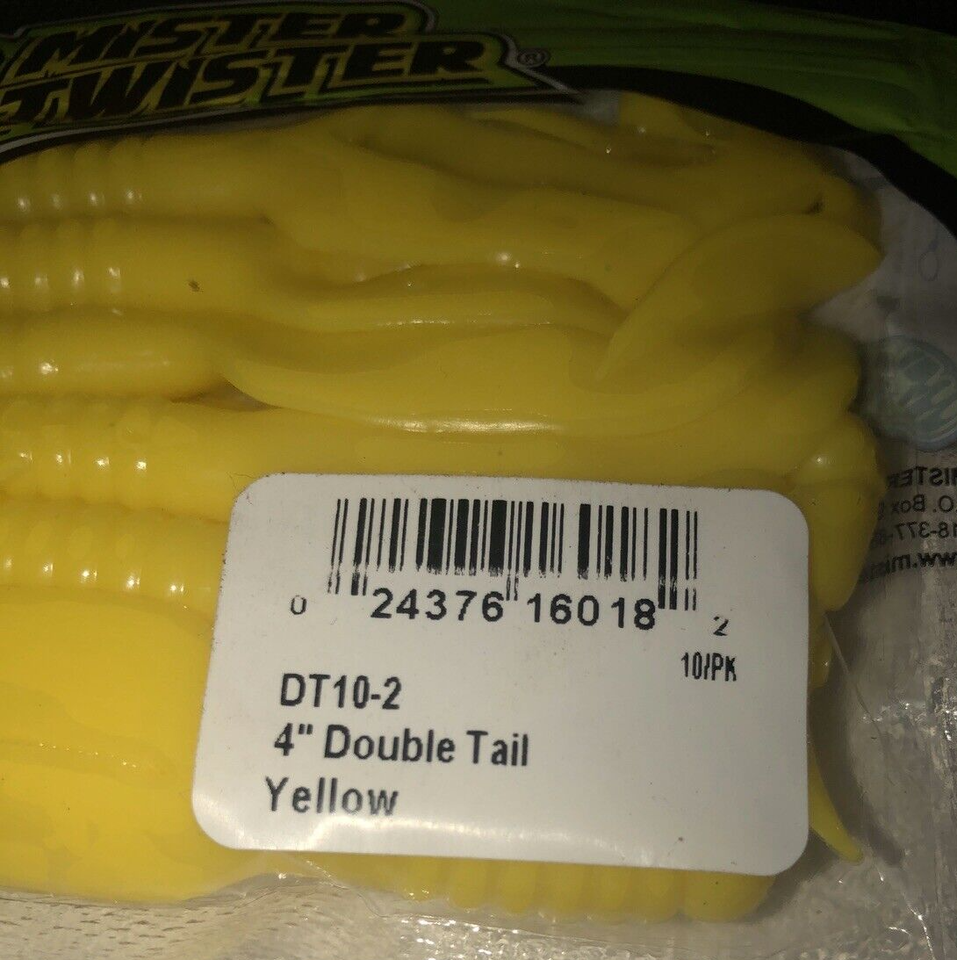 MISTER
TWISTER®
0 24376 16018 2
10/PK
DT10-2
4" Double Tail
Yellow